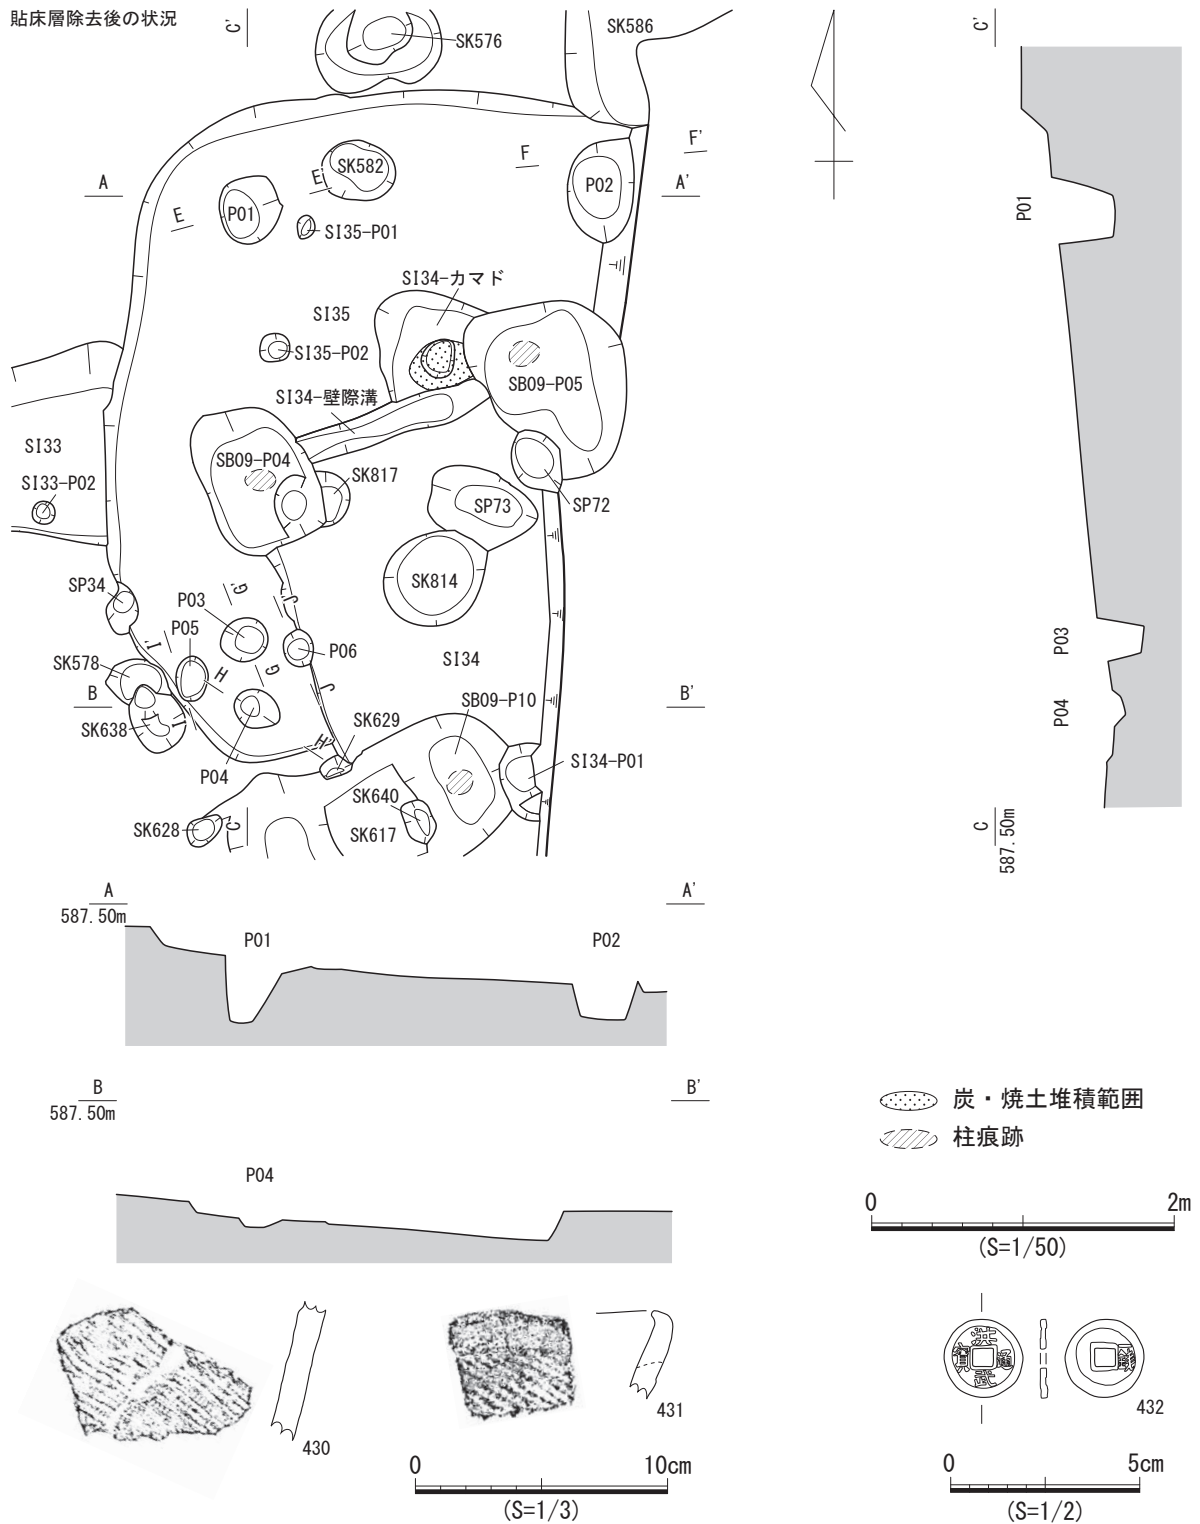 貼床層除去後の状況
C'
SK576
SK586
C'
A
E
P01
E'
SK582
F
F'
P02
A'
SI35-P01
P01
SI34-カマド
SI35
SI35-P02
SB09-P05
SI34-壁際溝
SI33
SI33-P02
SB09-P04
SK817
SP73
SP72
SK814
SP34
P03
G'
J'
P05
I'
P06
SI34
P03
SK578
H
G
J
B
B'
SB09-P10
P04
SK638
I
SK629
H'
P04
SI34-P01
SK640
SK628
C
SK617
C
587.50m
A
587.50m
A'
P01
P02
B
587.50m
B'
P04
炭・焼土堆積範囲
柱痕跡
0
2m
(S=1/50)
430
431
洪武通寳
432
0
10cm
(S=1/3)
0
5cm
(S=1/2)